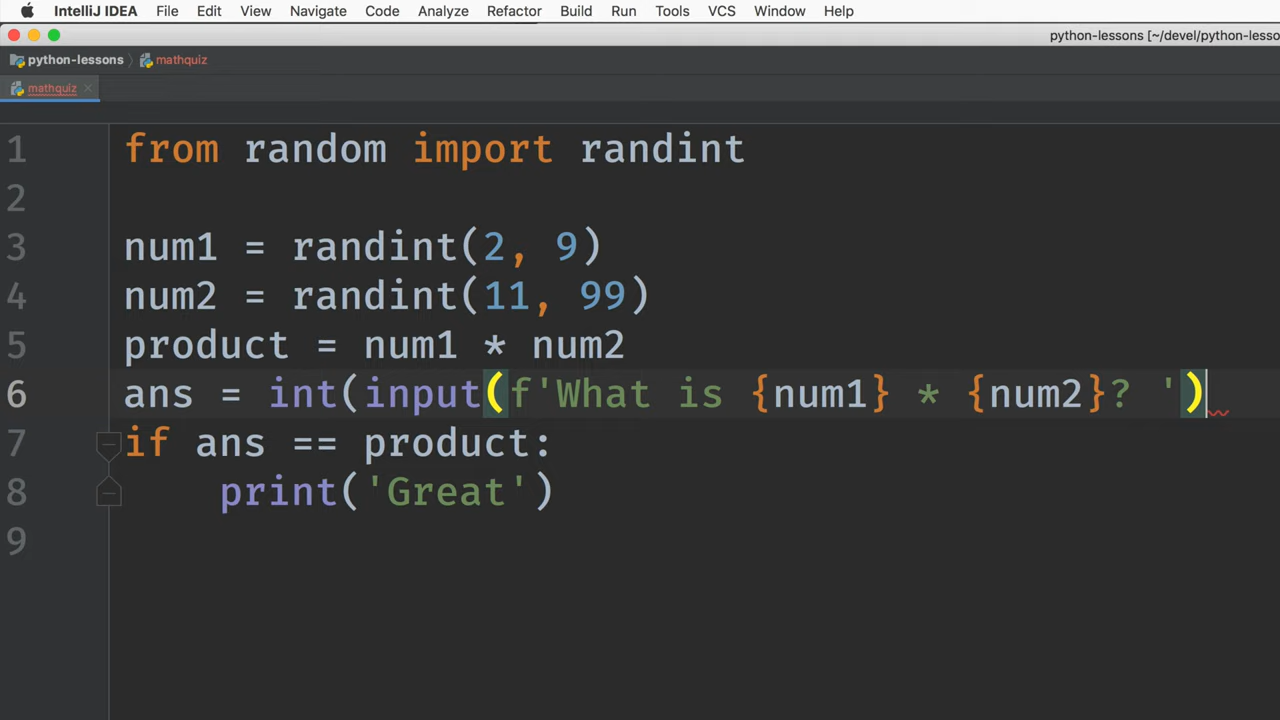 IntelliJ IDEA File Edit View Navigate Code Analyze Refactor Build Run Tools VCS Window Help
python-lessons [~/devel/python-lesso
python-lessons mathquiz
mathquiz
1 from random import randint
2
3 num1 = randint(2, 9)
4 num2 = randint(11, 99)
5 product = num1 * num2
6 ans = int(input(f'What is {num1} * {num2}? ')
7 if ans == product:
8     print('Great')
9